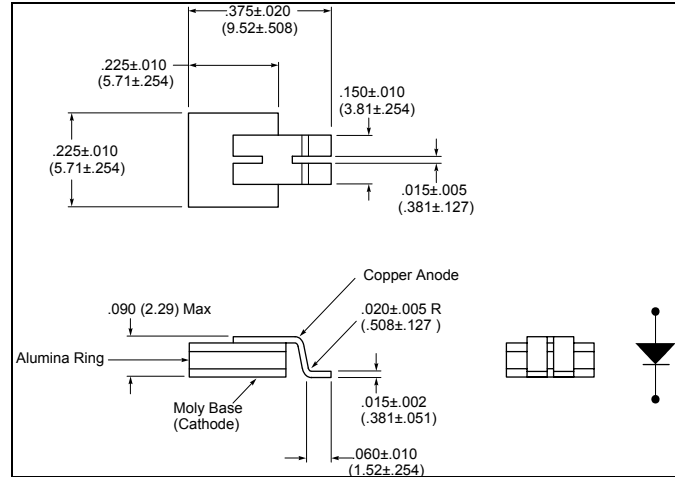 .375±.020
(9.52±.508)
.225±.010
(5.71±.254)
.150±.010
(3.81±.254)
.225±.010
(5.71±.254)
.015±.005
(.381±.127)
Copper Anode
.090 (2.29) Max
.020±.005 R
(.508±.127 )
Alumina Ring
Moly Base
(Cathode)
.015±.002
(.381±.051)
.060±.010
(1.52±.254)